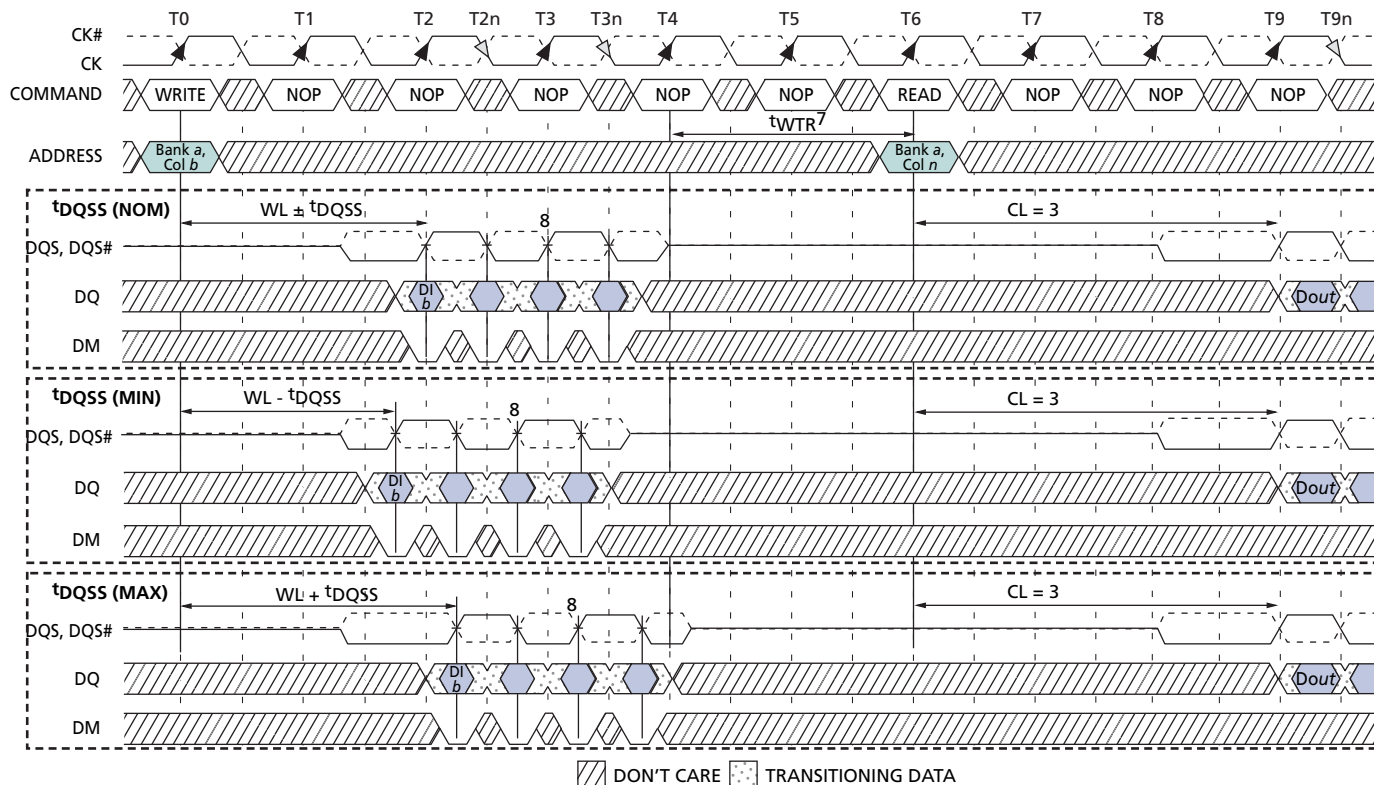 T0 T1 T2 T2n T3 T3n T4 T5 T6 T7 T8 T9 T9n
CK#
CK
COMMAND WRITE NOP NOP NOP NOP NOP READ NOP NOP NOP
tWTR7
ADDRESS Bank a, Col b Bank a, Col n
tDQSS (NOM) WL ± tDQSS CL = 3
8
DQS, DQS#
DQ DI b Dout
DM
tDQSS (MIN) WL - tDQSS CL = 3
8
DQS, DQS#
DQ DI b Dout
DM
tDQSS (MAX) WL + tDQSS CL = 3
8
DQS, DQS#
DQ DI b Dout
DM
DON'T CARE TRANSITIONING DATA